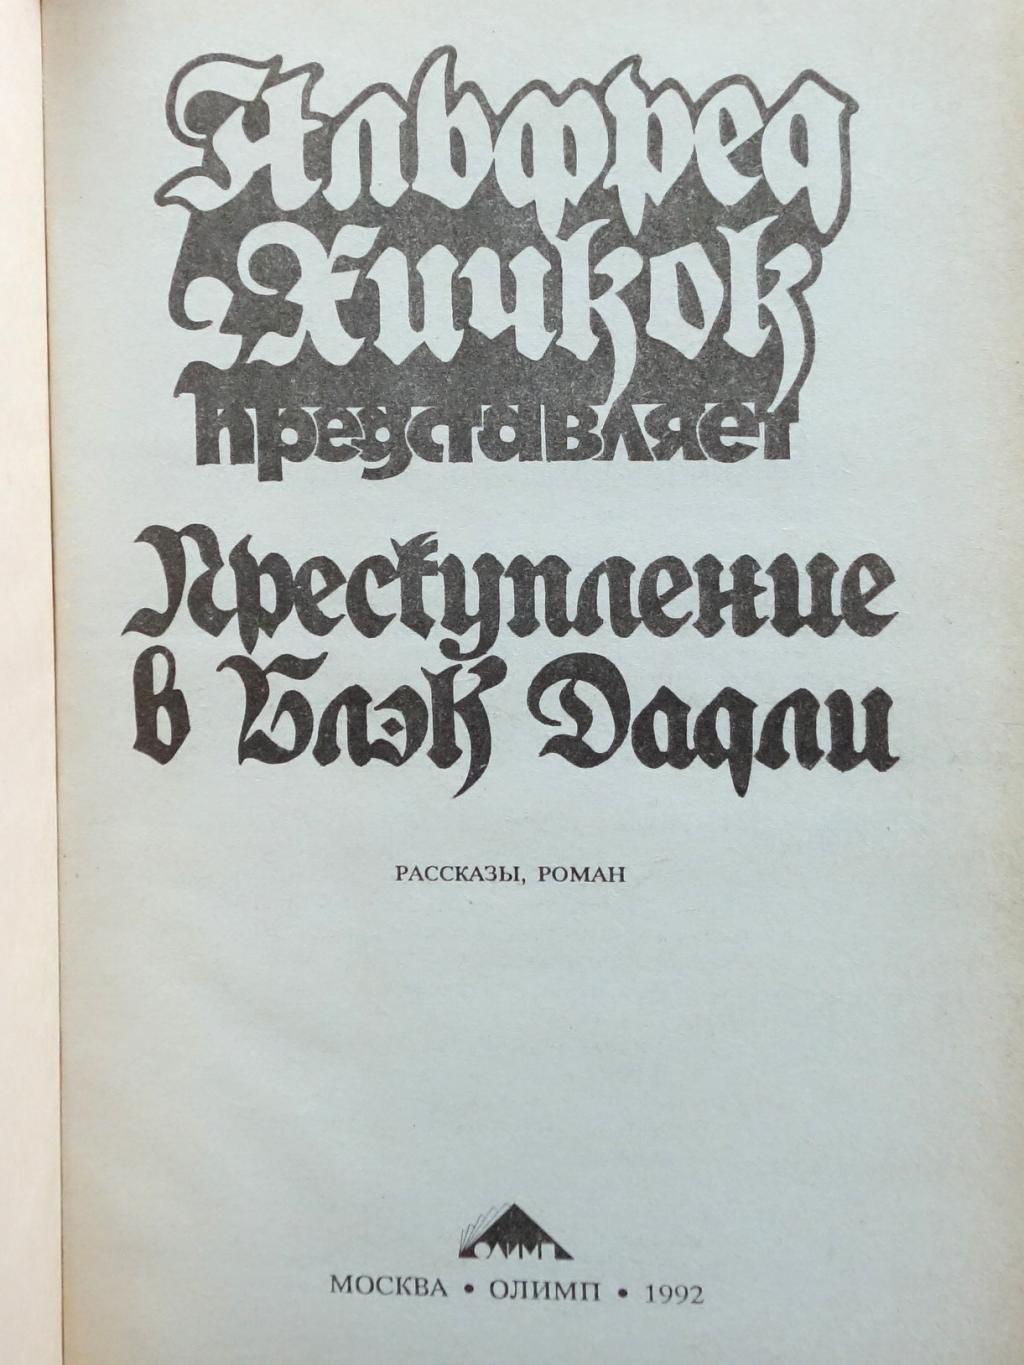 Альфред
Хичкок
представляет
Преступление
в Блэк Дадли
РАССКАЗЫ, РОМАН
ОЛИМП
МОСКВА • ОЛИМП • 1992